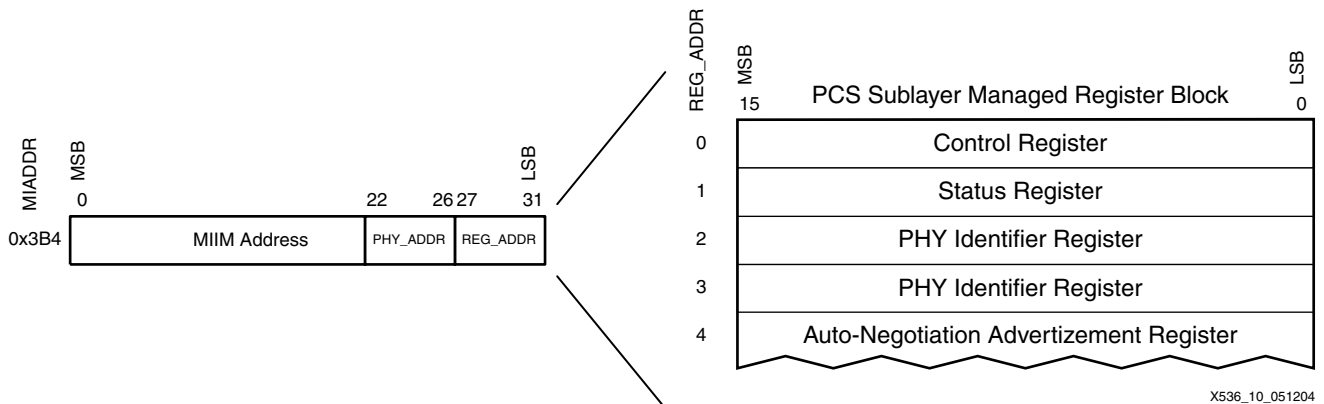 REG_ADDR
MSB
LSB
15 PCS Sublayer Managed Register Block 0
0 Control Register
1 Status Register
2 PHY Identifier Register
3 PHY Identifier Register
4 Auto-Negotiation Advertizement Register
MIADDR
MSB
LSB
0 22 26 27 31
0x3B4 MIIM Address PHY_ADDR REG_ADDR
X536_10_051204